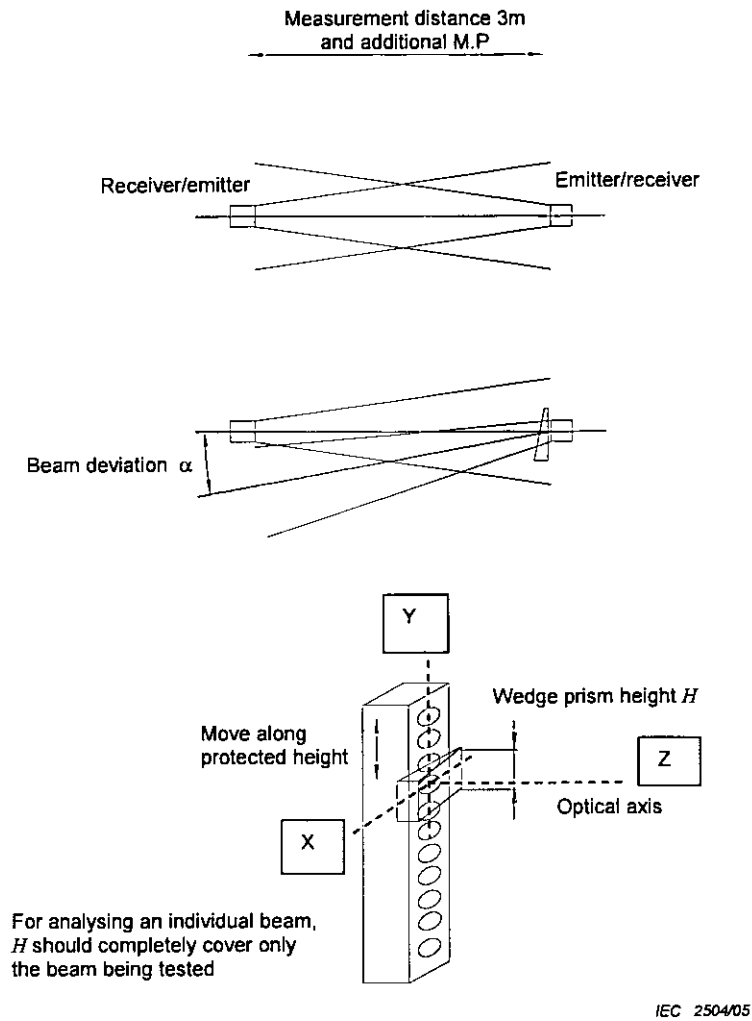 Measurement distance 3m
and additional M.P
Receiver/emitter
Emitter/receiver
Beam deviation α
Y
Wedge prism height H
Move along
protected height
Z
Optical axis
X
For analysing an individual beam,
H should completely cover only
the beam being tested
IEC 2504/05